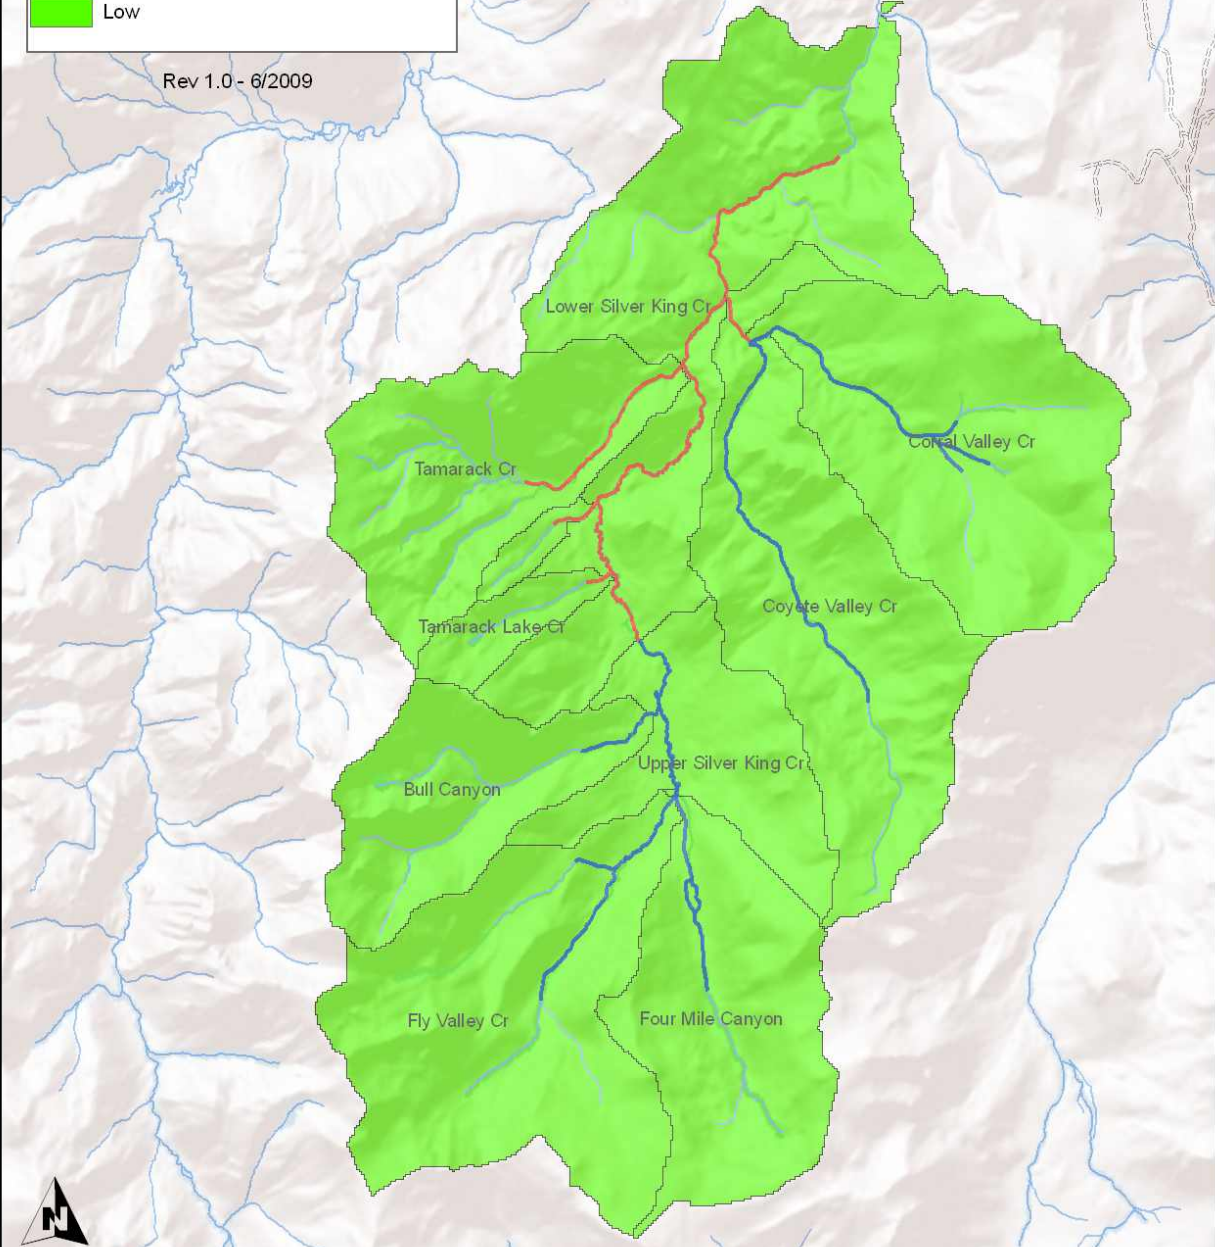 Low
Rev 1.0 - 6/2009
Lower Silver King Cr
Corral Valley Cr
Tamarack Cr
Coyote Valley Cr
Tamarack Lake Cr
Upper Silver King Cr
Bull Canyon
Fly Valley Cr
Four Mile Canyon
N